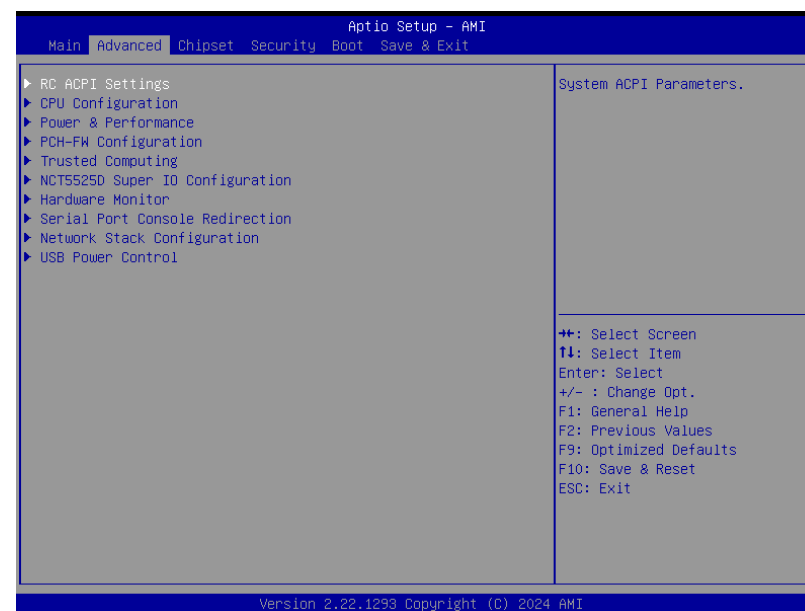 Aptio Setup – AMI
Main Advanced Chipset Security Boot Save & Exit
RC ACPI Settings
CPU Configuration
Power & Performance
PCH-FW Configuration
Trusted Computing
NCT5525D Super IO Configuration
Hardware Monitor
Serial Port Console Redirection
Network Stack Configuration
USB Power Control
System ACPI Parameters.
→←: Select Screen
↑↓: Select Item
Enter: Select
+/- : Change Opt.
F1: General Help
F2: Previous Values
F9: Optimized Defaults
F10: Save & Reset
ESC: Exit
Version 2.22.1293 Copyright (C) 2024 AMI